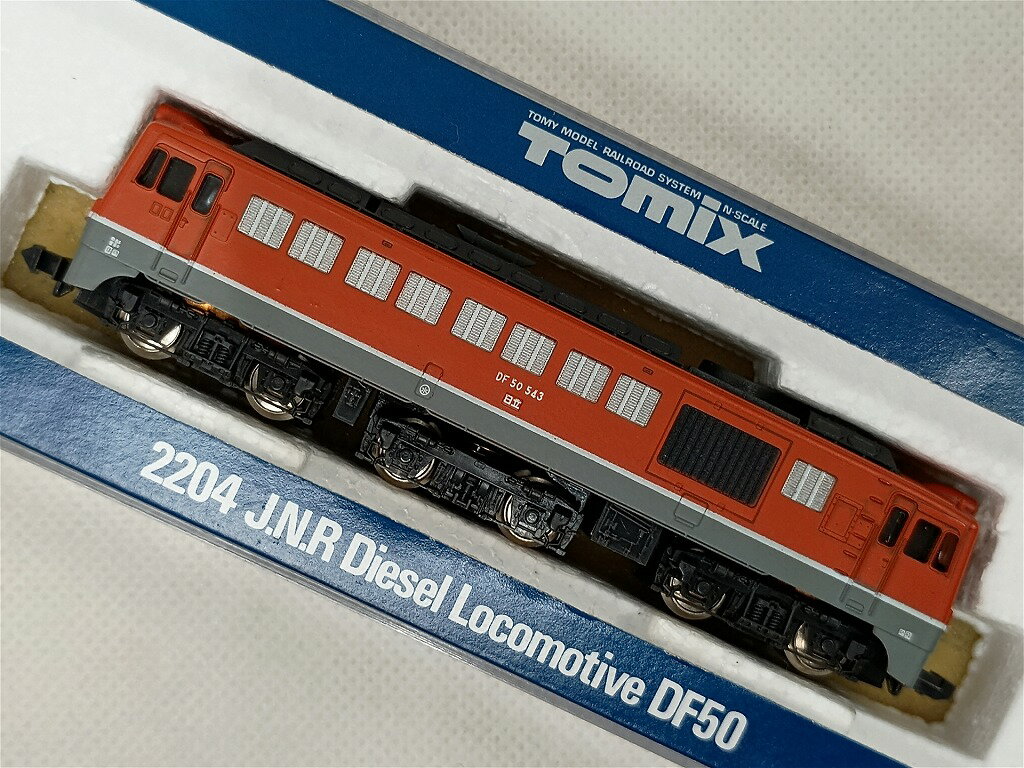 TOMY MODEL RAILROAD SYSTEM N-SCALE
TOMIX
DF 50 543
日立
2204 J.N.R Diesel Locomotive DF50